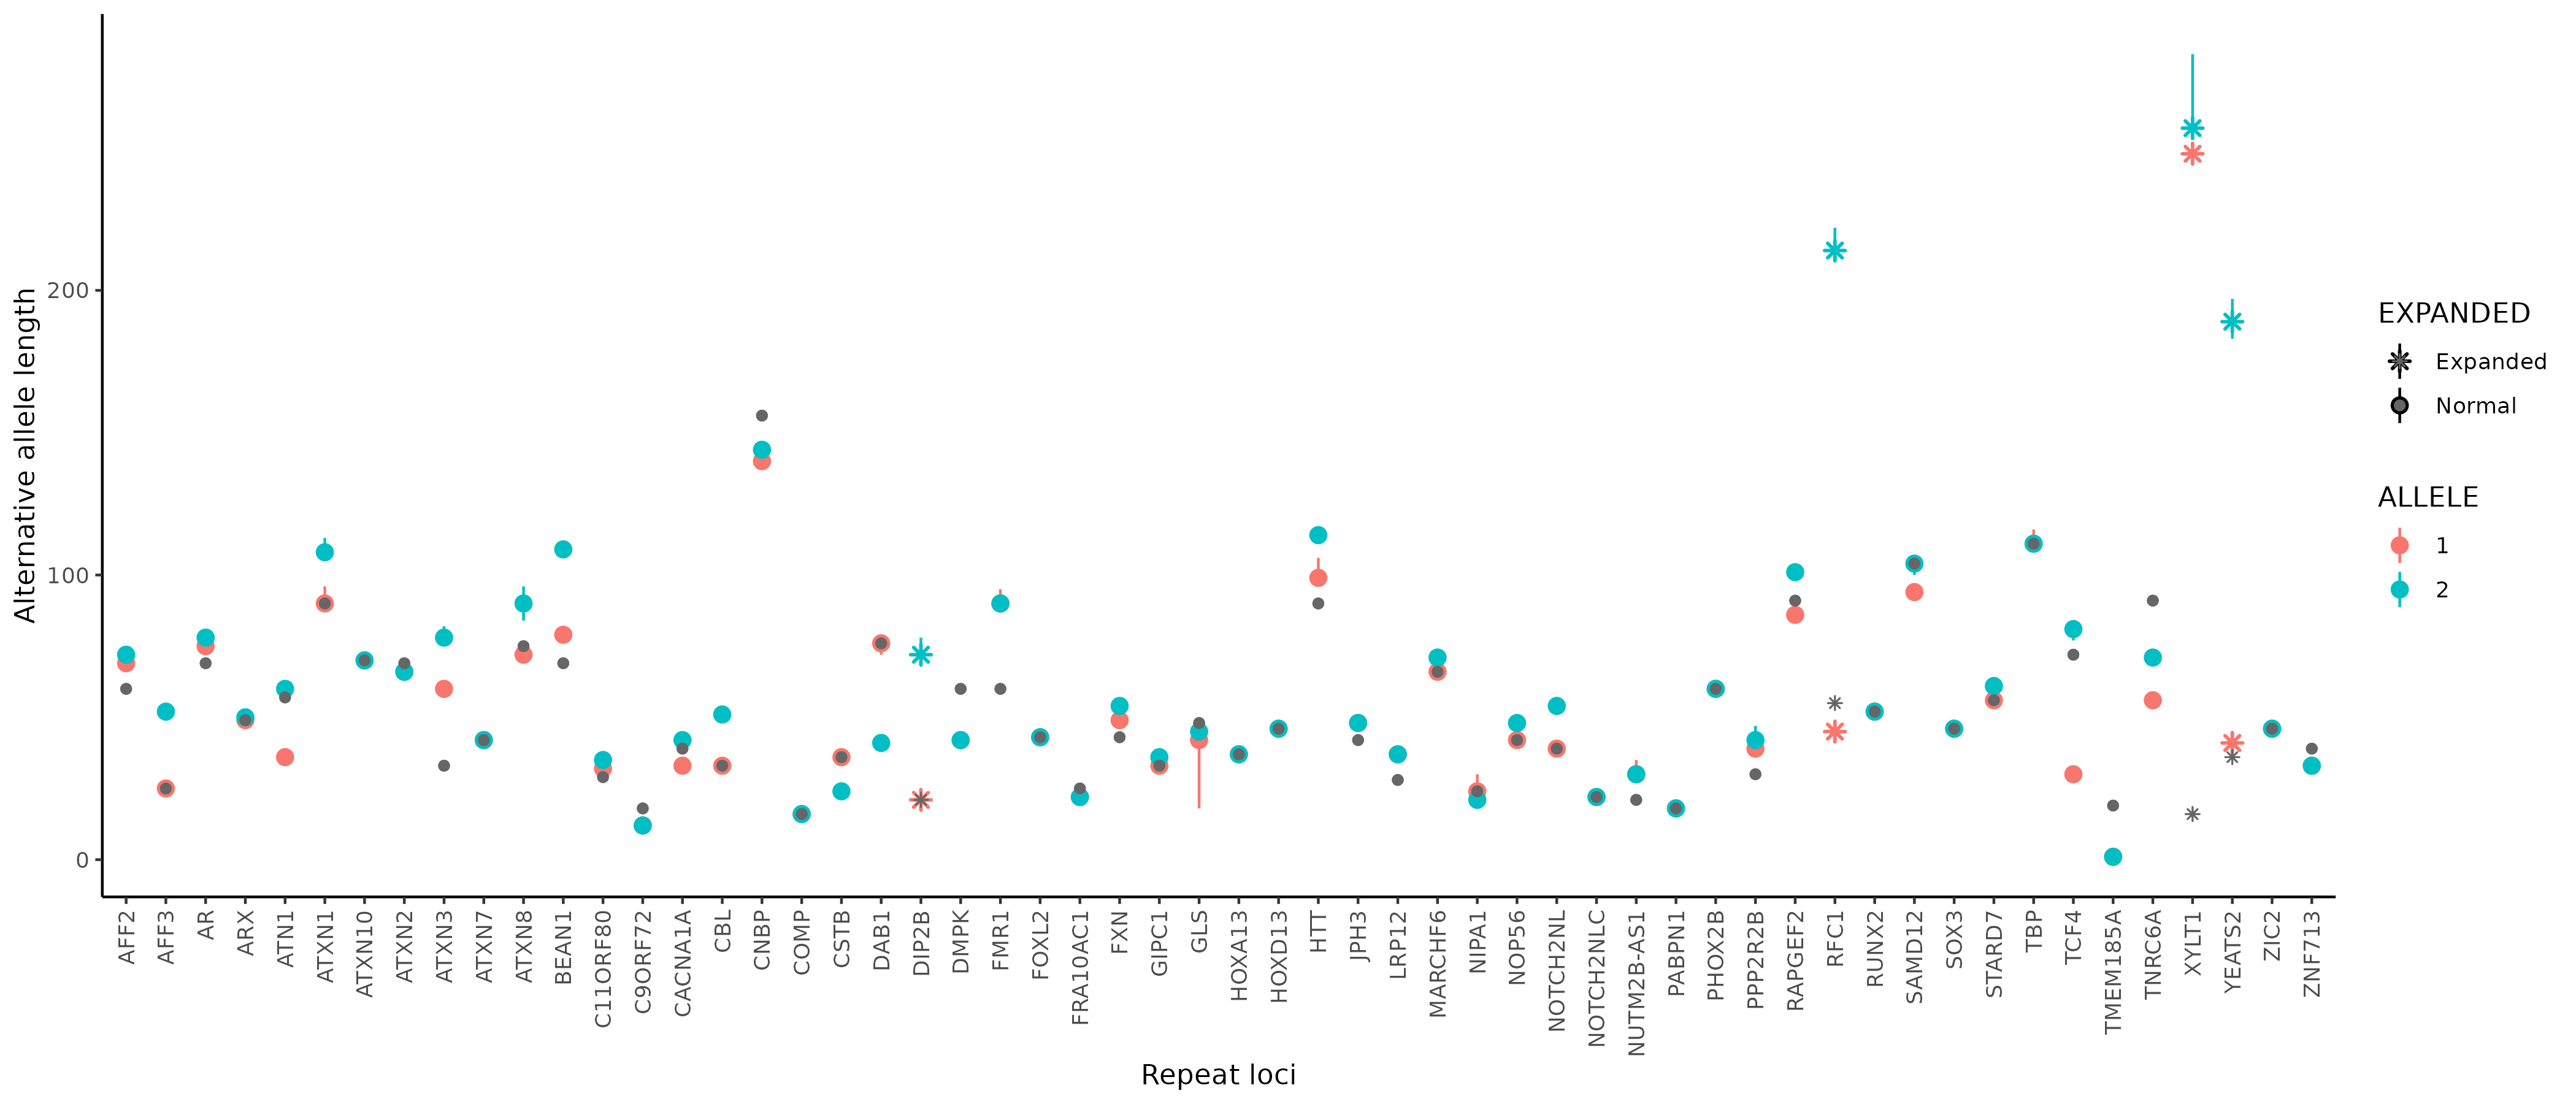 Alternative allele length
200
100
0
AFF2
AFF3
AR
ARX
ATN1
ATXN1
ATXN10
ATXN2
ATXN3
ATXN7
ATXN8
BEAN1
C11ORF80
C9ORF72
CACNA1A
CBL
CNBP
COMP
CSTB
DAB1
DIP2B
DMPK
FMR1
FOXL2
FRA10AC1
FXN
GIPC1
GLS
HOXA13
HOXD13
HTT
JPH3
LRP12
MARCHF6
NIPA1
NOP56
NOTCH2NL
NOTCH2NLC
NUTM2B-AS1
PABPN1
PHOX2B
PPP2R2B
RAPGEF2
RFC1
RUNX2
SAMD12
SOX3
STARD7
TBP
TCF4
TMEM185A
TNRC6A
XYLT1
YEATS2
ZIC2
ZNF713
Repeat loci
EXPANDED
Expanded
Normal
ALLELE
1
2